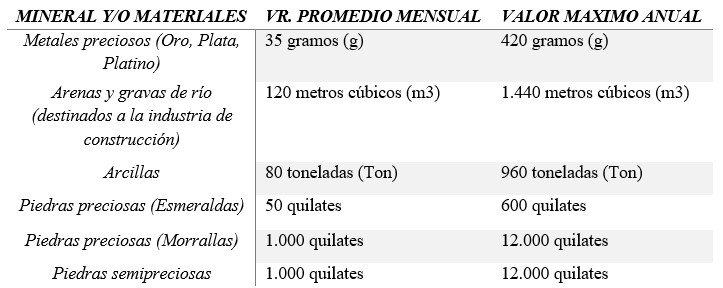 MINERAL Y/O MATERIALES VR. PROMEDIO MENSUAL VALOR MAXIMO ANUAL
Metales preciosos (Oro, Plata, 35 gramos (g) 420 gramos (g)
Platino)
Arenas y gravas de río 120 metros cúbicos (m3) 1.440 metros cúbicos (m3)
(destinados a la industria de
construcción)
Arcillas 80 toneladas (Ton) 960 toneladas (Ton)
Piedras preciosas (Esmeraldas) 50 quilates 600 quilates
Piedras preciosas (Morrallas) 1.000 quilates 12.000 quilates
Piedras semipreciosas 1.000 quilates 12.000 quilates